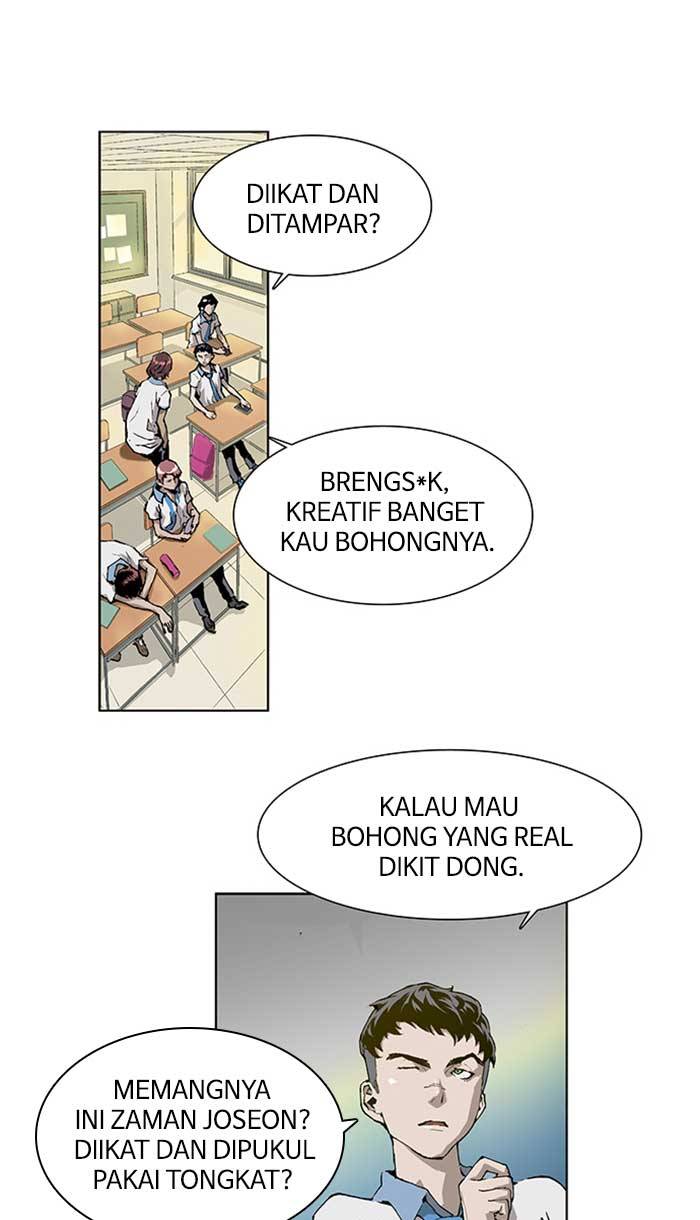 DIIKAT DAN
DITAMPAR?
BRENGS*K,
KREATIF BANGET
KAU BOHONGNYA.
KALAU MAU
BOHONG YANG REAL
DIKIT DONG.
MEMANGNYA
INI ZAMAN JOSEON?
DIIKAT DAN DIPUKUL
PAKAI TONGKAT?